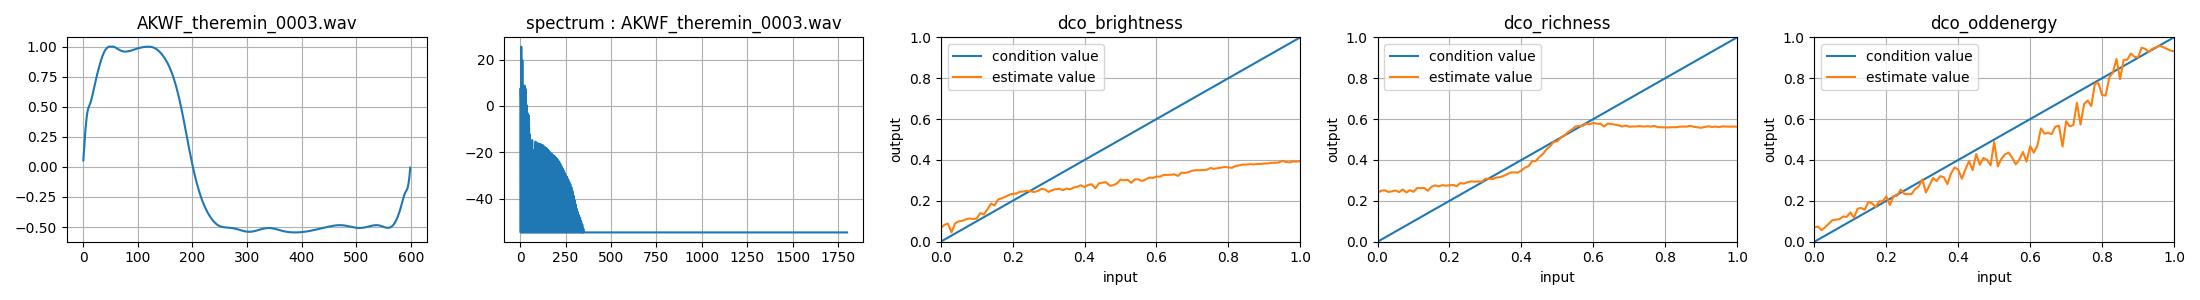 AKWF_theremin_0003.wav
1.00
0.75
0.50
0.25
0.00
−0.25
−0.50
0 100 200 300 400 500 600
spectrum : AKWF_theremin_0003.wav
20
0
−20
−40
0 250 500 750 1000 1250 1500 1750
dco_brightness
condition value
estimate value
output
1.0
0.8
0.6
0.4
0.2
0.0
0.0 0.2 0.4 0.6 0.8 1.0
input
dco_richness
condition value
estimate value
output
1.0
0.8
0.6
0.4
0.2
0.0
0.0 0.2 0.4 0.6 0.8 1.0
input
dco_oddenergy
condition value
estimate value
output
1.0
0.8
0.6
0.4
0.2
0.0
0.0 0.2 0.4 0.6 0.8 1.0
input